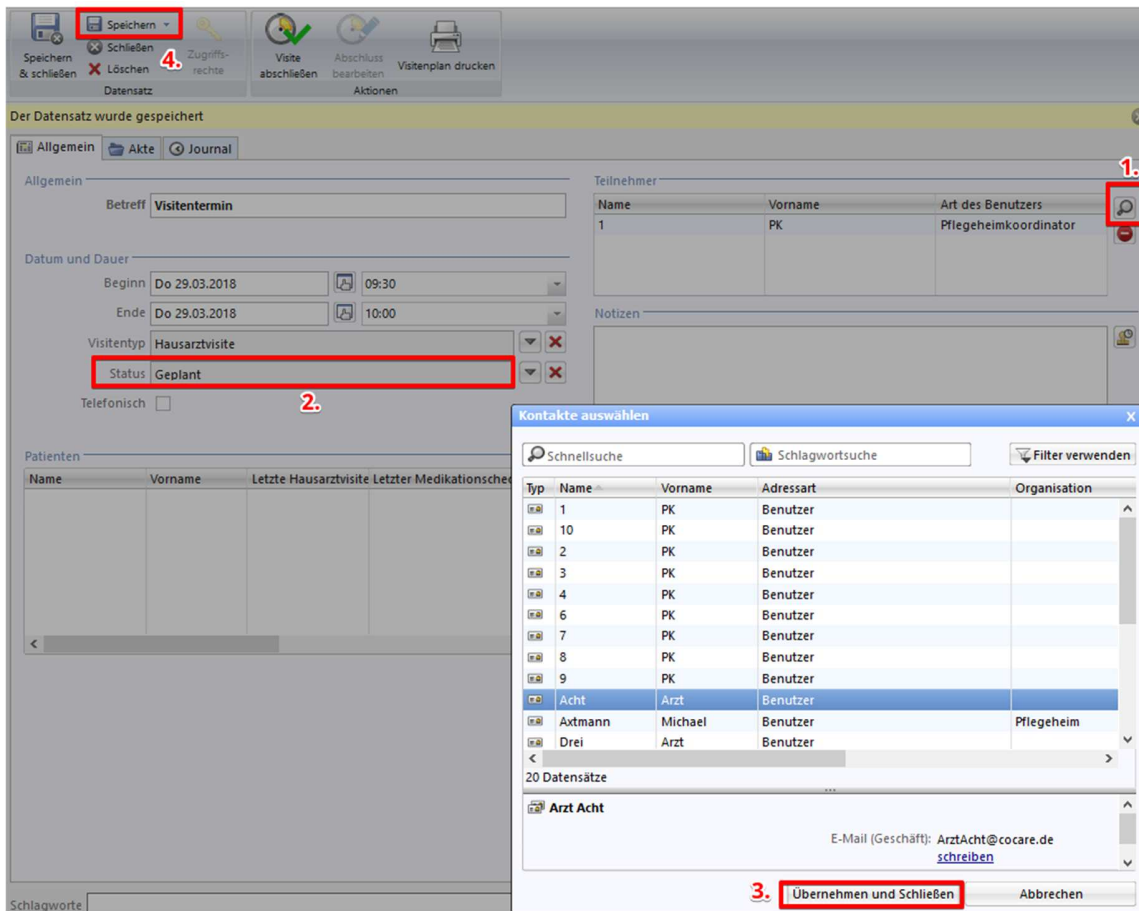 Speichern & schließen
Speichern
Schließen
Löschen
4.
Zugriffs-
rechte
Datensatz
Visite
abschließen
Abschluss
bearbeiten
Visitenplan drucken
Aktionen
Der Datensatz wurde gespeichert
Allgemein Akte Journal
Allgemein
Betreff Visitentermin
Datum und Dauer
Beginn Do 29.03.2018 09:30
Ende Do 29.03.2018 10:00
Visitentyp Hausarztvisite
Status Geplant
2.
Telefonisch
Teilnehmer
1.
Name Vorname Art des Benutzers
1 PK Pflegeheimkoordinator
Notizen
Patienten
Name Vorname Letzte Hausarztvisite Letzter Medikationschec
Kontakte auswählen X
Schnellsuche Schlagwortsuche Filter verwenden
Typ Name Vorname Adressart Organisation
1 PK Benutzer
10 PK Benutzer
2 PK Benutzer
3 PK Benutzer
4 PK Benutzer
6 PK Benutzer
7 PK Benutzer
8 PK Benutzer
9 PK Benutzer
Acht Arzt Benutzer
Axtmann Michael Benutzer Pflegeheim
Drei Arzt Benutzer
20 Datensätze
Arzt Acht
E-Mail (Geschäft): ArztAcht@cocare.de
schreiben
3. Übernehmen und Schließen Abbrechen
Schlagworte